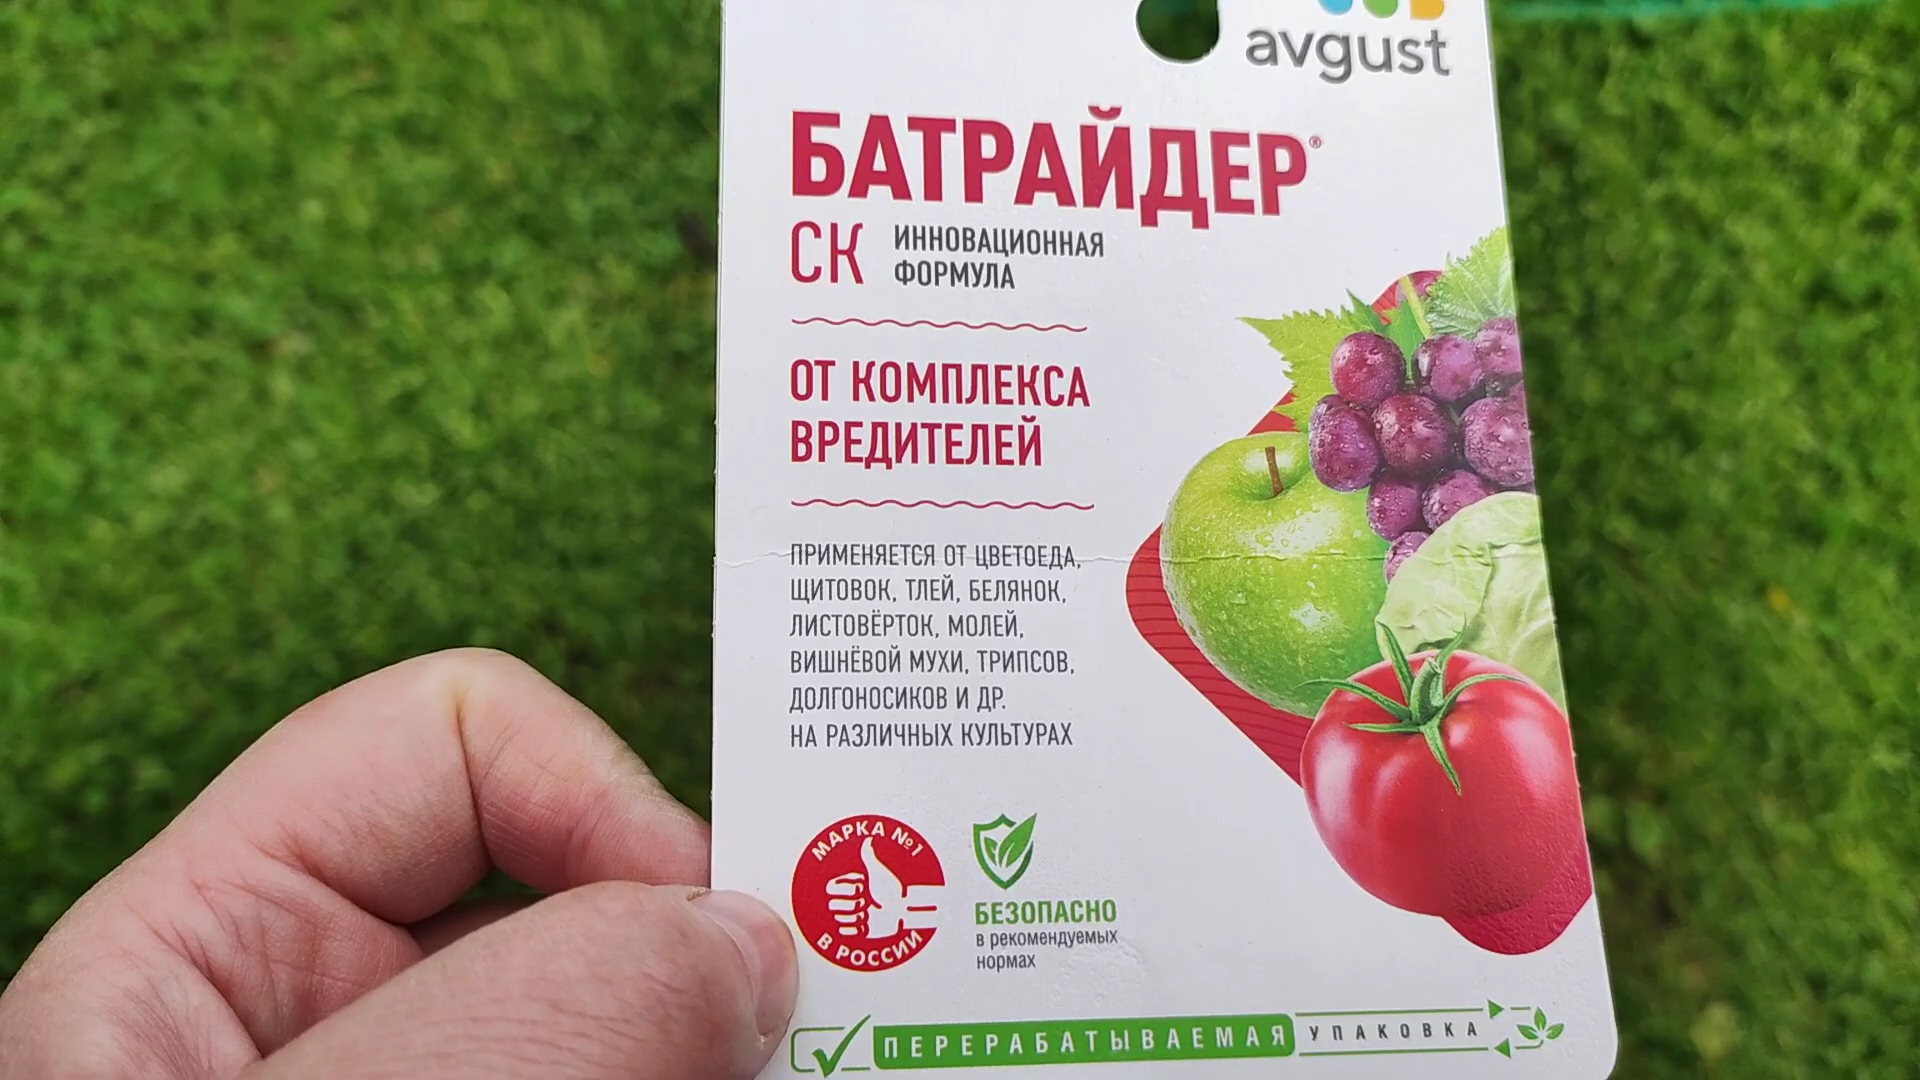 avgust
БАТРАЙДЕР®
СК
ИННОВАЦИОННАЯ
ФОРМУЛА
ОТ КОМПЛЕКСА
ВРЕДИТЕЛЕЙ
ПРИМЕНЯЕТСЯ ОТ ЦВЕТОЕДА,
ЩИТОВОК, ТЛЕЙ, БЕЛЯНОК,
ЛИСТОВЁРТОК, МОЛЕЙ,
ВИШНЁВОЙ МУХИ, ТРИПСОВ,
ДОЛГОНОСИКОВ И ДР.
НА РАЗЛИЧНЫХ КУЛЬТУРАХ
МАРКА №1
В РОССИИ
БЕЗОПАСНО
в рекомендуемых
нормах
ПЕРЕРАБАТЫВАЕМАЯ УПАКОВКА